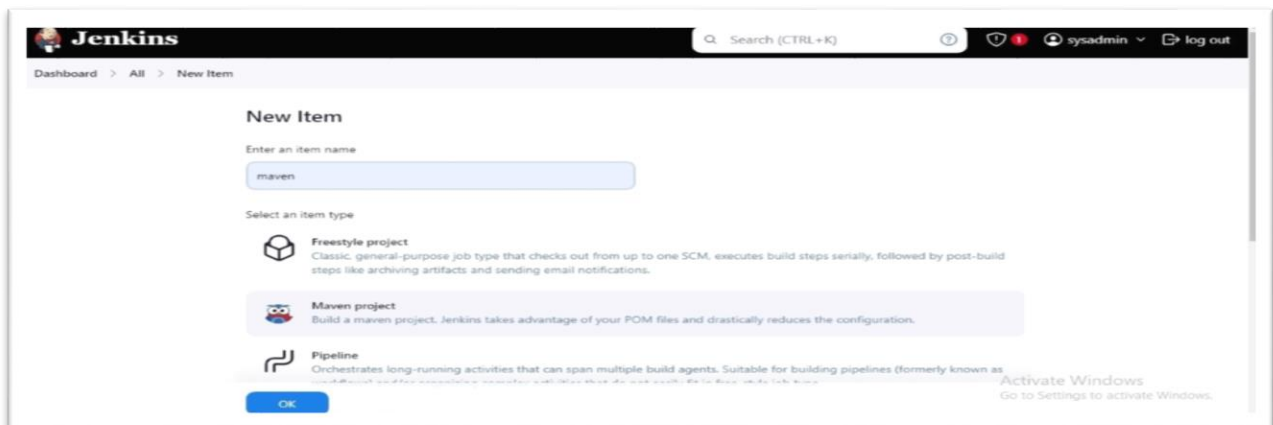 Jenkins
Search (CTRL+K)
1
sysadmin
log out
Dashboard > All > New Item
New Item
Enter an item name
maven
Select an item type
Freestyle project
Classic, general-purpose job type that checks out from up to one SCM, executes build steps serially, followed by post-build
steps like archiving artifacts and sending email notifications.
Maven project
Build a maven project. Jenkins takes advantage of your POM files and drastically reduces the configuration.
Pipeline
Orchestrates long-running activities that can span multiple build agents. Suitable for building pipelines (formerly known as
OK
Activate Windows
Go to Settings to activate Windows.